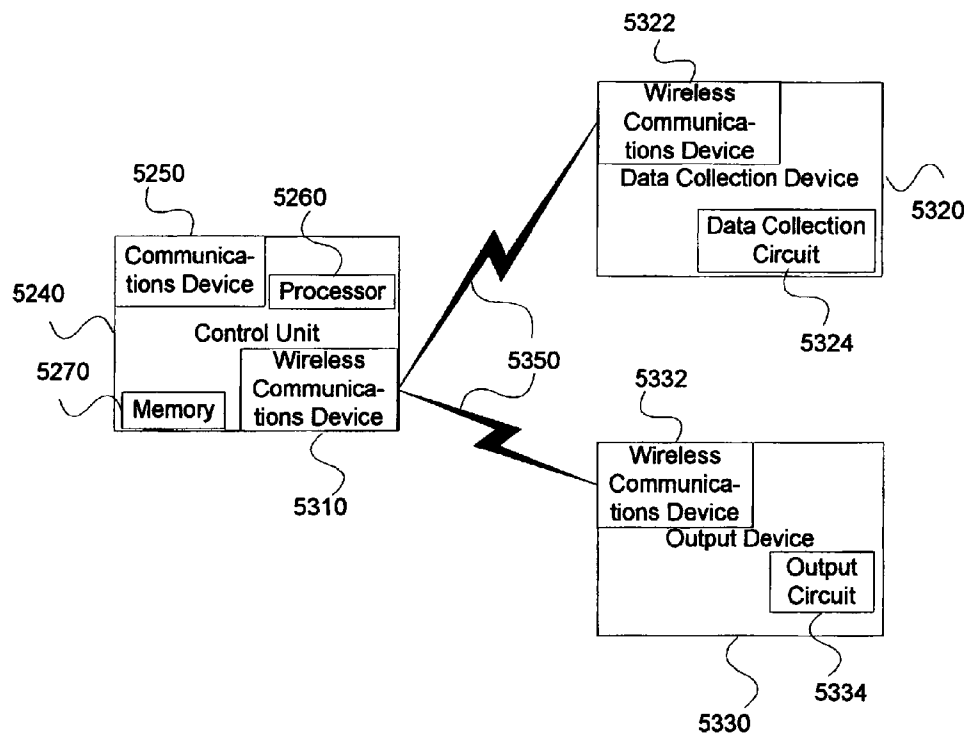 5322
Wireless
Communica-
tions Device
Data Collection Device
5320
Data Collection
Circuit
5324
5250
5260
Communica-
tions Device
Processor
5240
Control Unit
5270
Wireless
Communica-
tions Device
Memory
5310
5350
5332
Wireless
Communica-
tions Device
Output Device
Output
Circuit
5334
5330